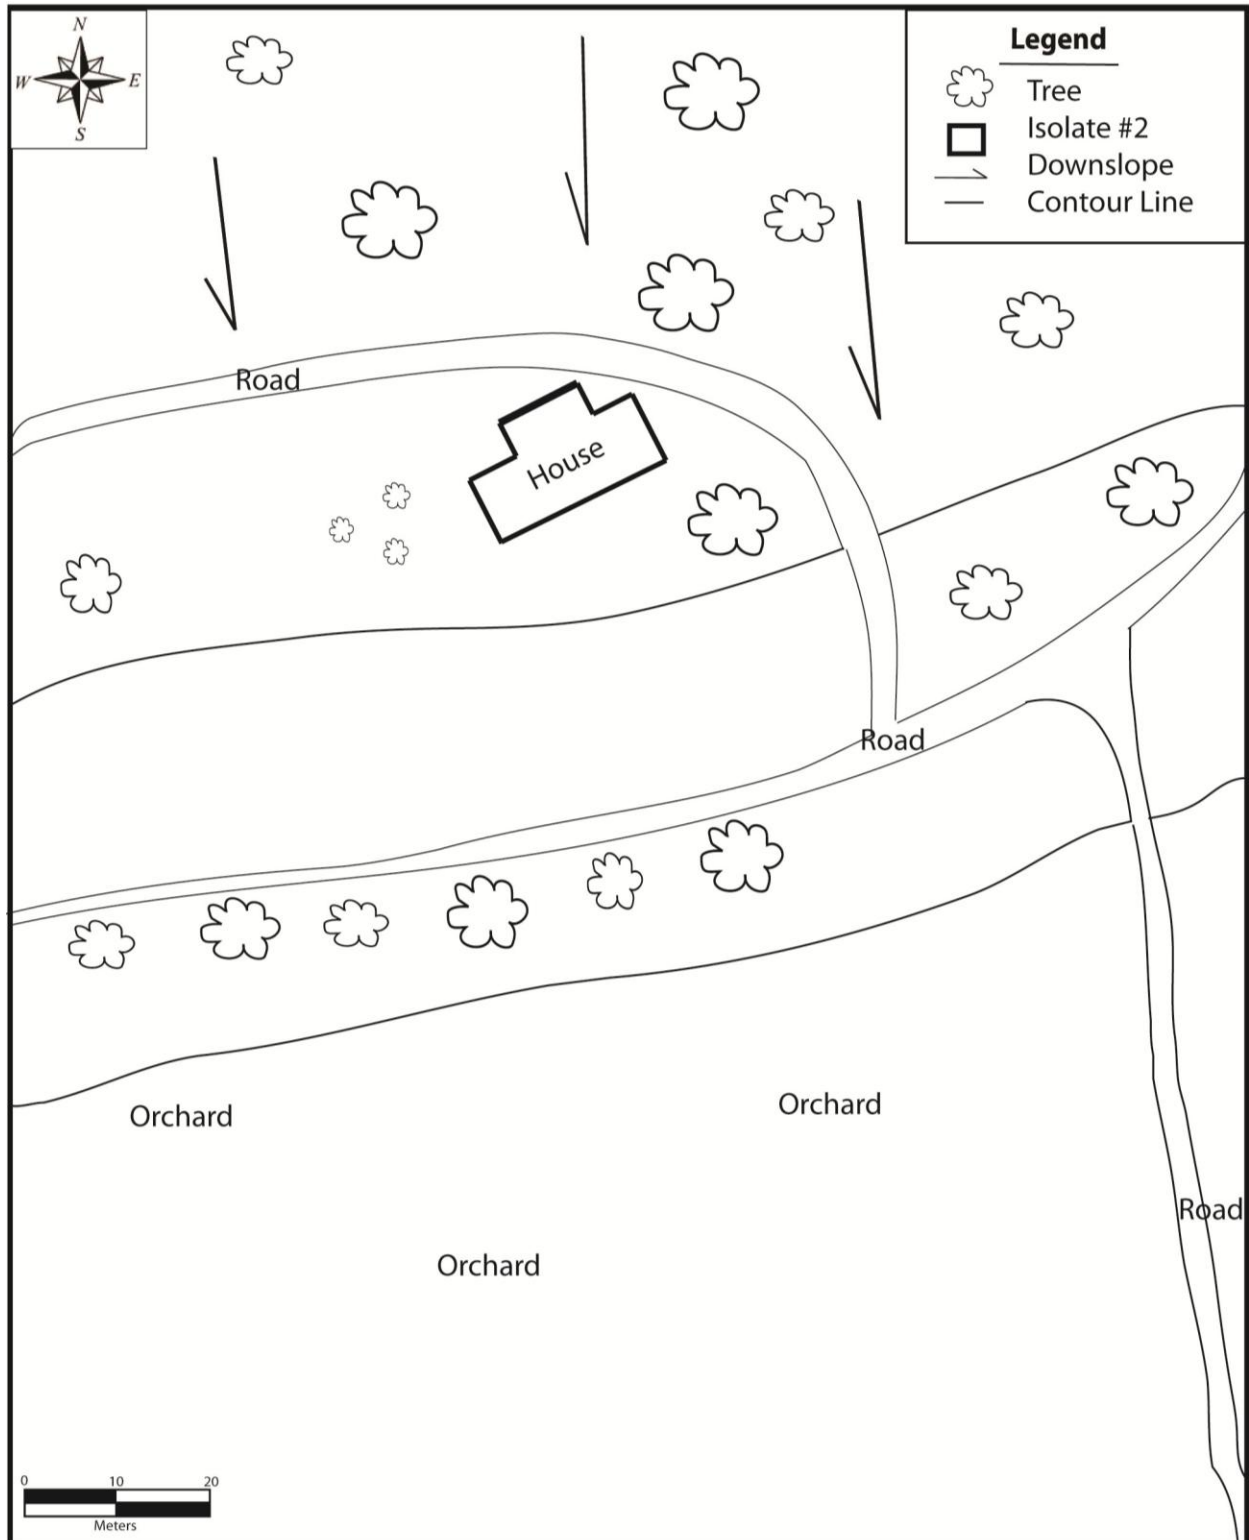 N
W E
S
Legend
Tree
Isolate #2
Downslope
Contour Line
Road
House
Road
Orchard
Orchard
Road
Orchard
0 10 20
Meters